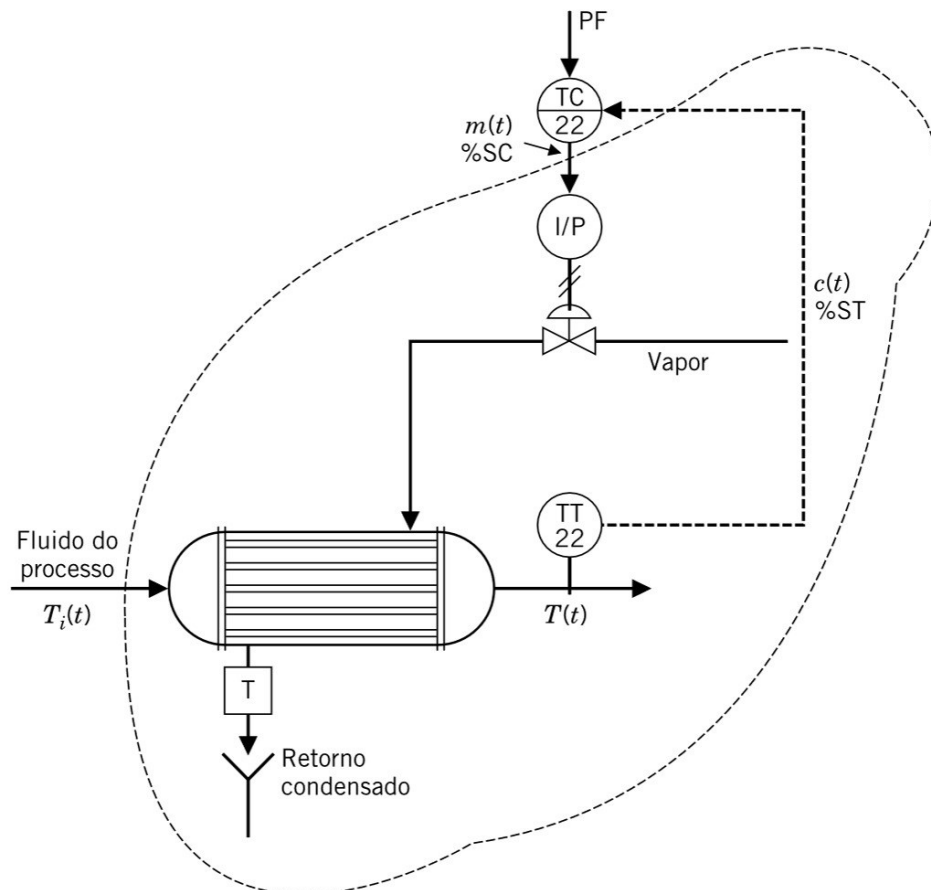 PF
TC
22
m(t)
%SC
I/P
c(t)
%ST
Vapor
TT
22
Fluido do
processo
T_i(t)
T(t)
T
Retorno
condensado